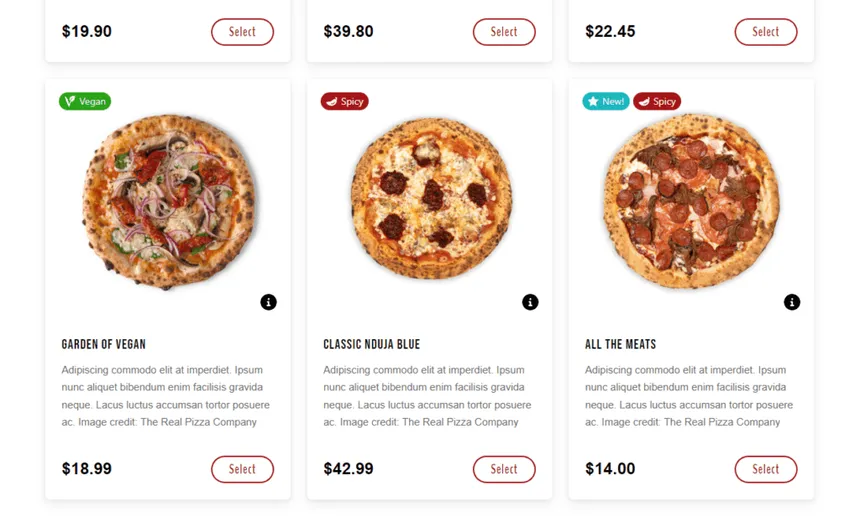 $19.90 Select $39.80 Select $22.45 Select
Vegan Spicy New! Spicy
GARDEN OF VEGAN
Adipiscing commodo elit at imperdiet. Ipsum
nunc aliquet bibendum enim facilisis gravida
neque. Lacus luctus accumsan tortor posuere
ac. Image credit: The Real Pizza Company
$18.99 Select
CLASSIC NDUJA BLUE
Adipiscing commodo elit at imperdiet. Ipsum
nunc aliquet bibendum enim facilisis gravida
neque. Lacus luctus accumsan tortor posuere
ac. Image credit: The Real Pizza Company
$42.99 Select
ALL THE MEATS
Adipiscing commodo elit at imperdiet. Ipsum
nunc aliquet bibendum enim facilisis gravida
neque. Lacus luctus accumsan tortor posuere
ac. Image credit: The Real Pizza Company
$14.00 Select